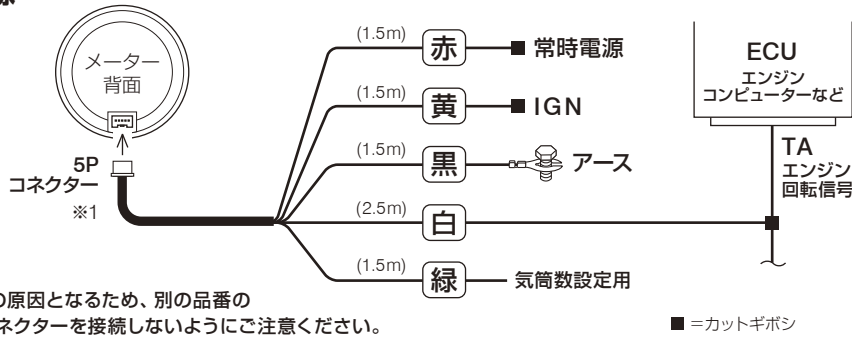 メーター
背面
5P
コネクター
※1
(1.5m) 赤 常時電源
(1.5m) 黄 IGN
(1.5m) 黒 アース
(2.5m) 白
(1.5m) 緑 気筒数設定用
ECU
エンジン
コンピューターなど
TA
エンジン
回転信号
の原因となるため、別の品番の
ネクターを接続しないようにご注意ください。
■=カットギボシ